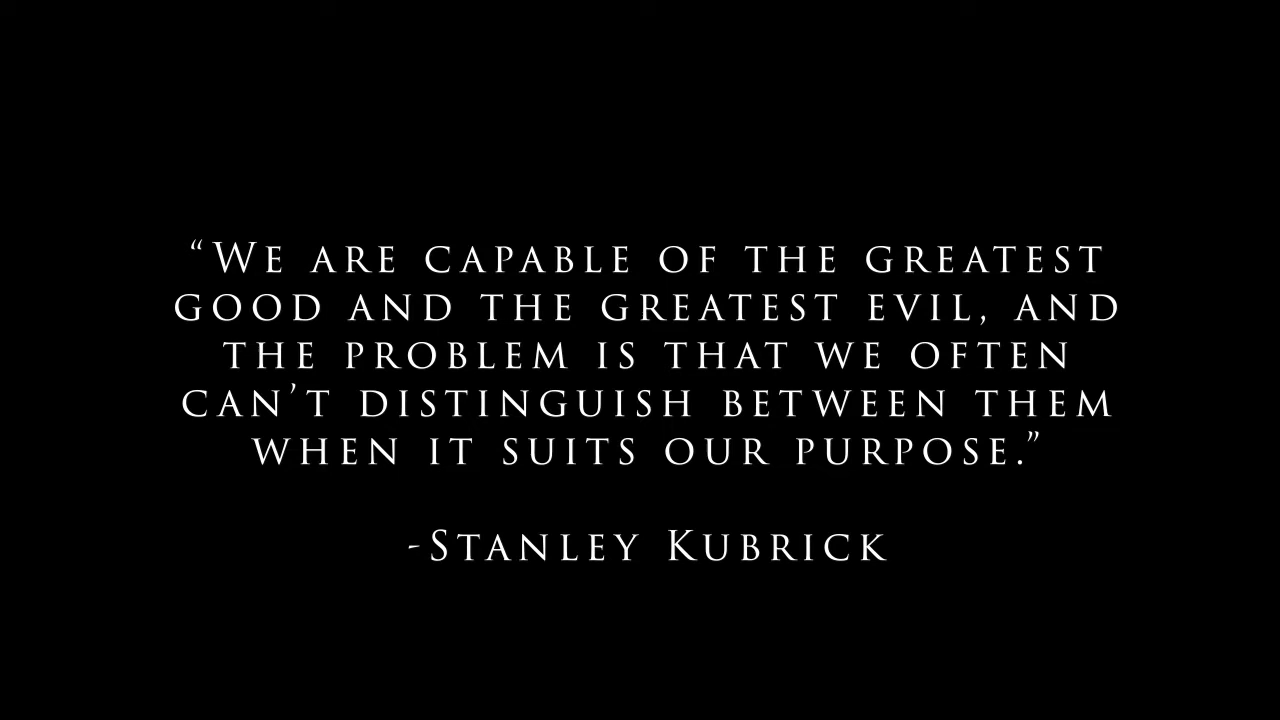 “We are capable of the greatest
good and the greatest evil, and
the problem is that we often
can’t distinguish between them
when it suits our purpose.”
-Stanley Kubrick